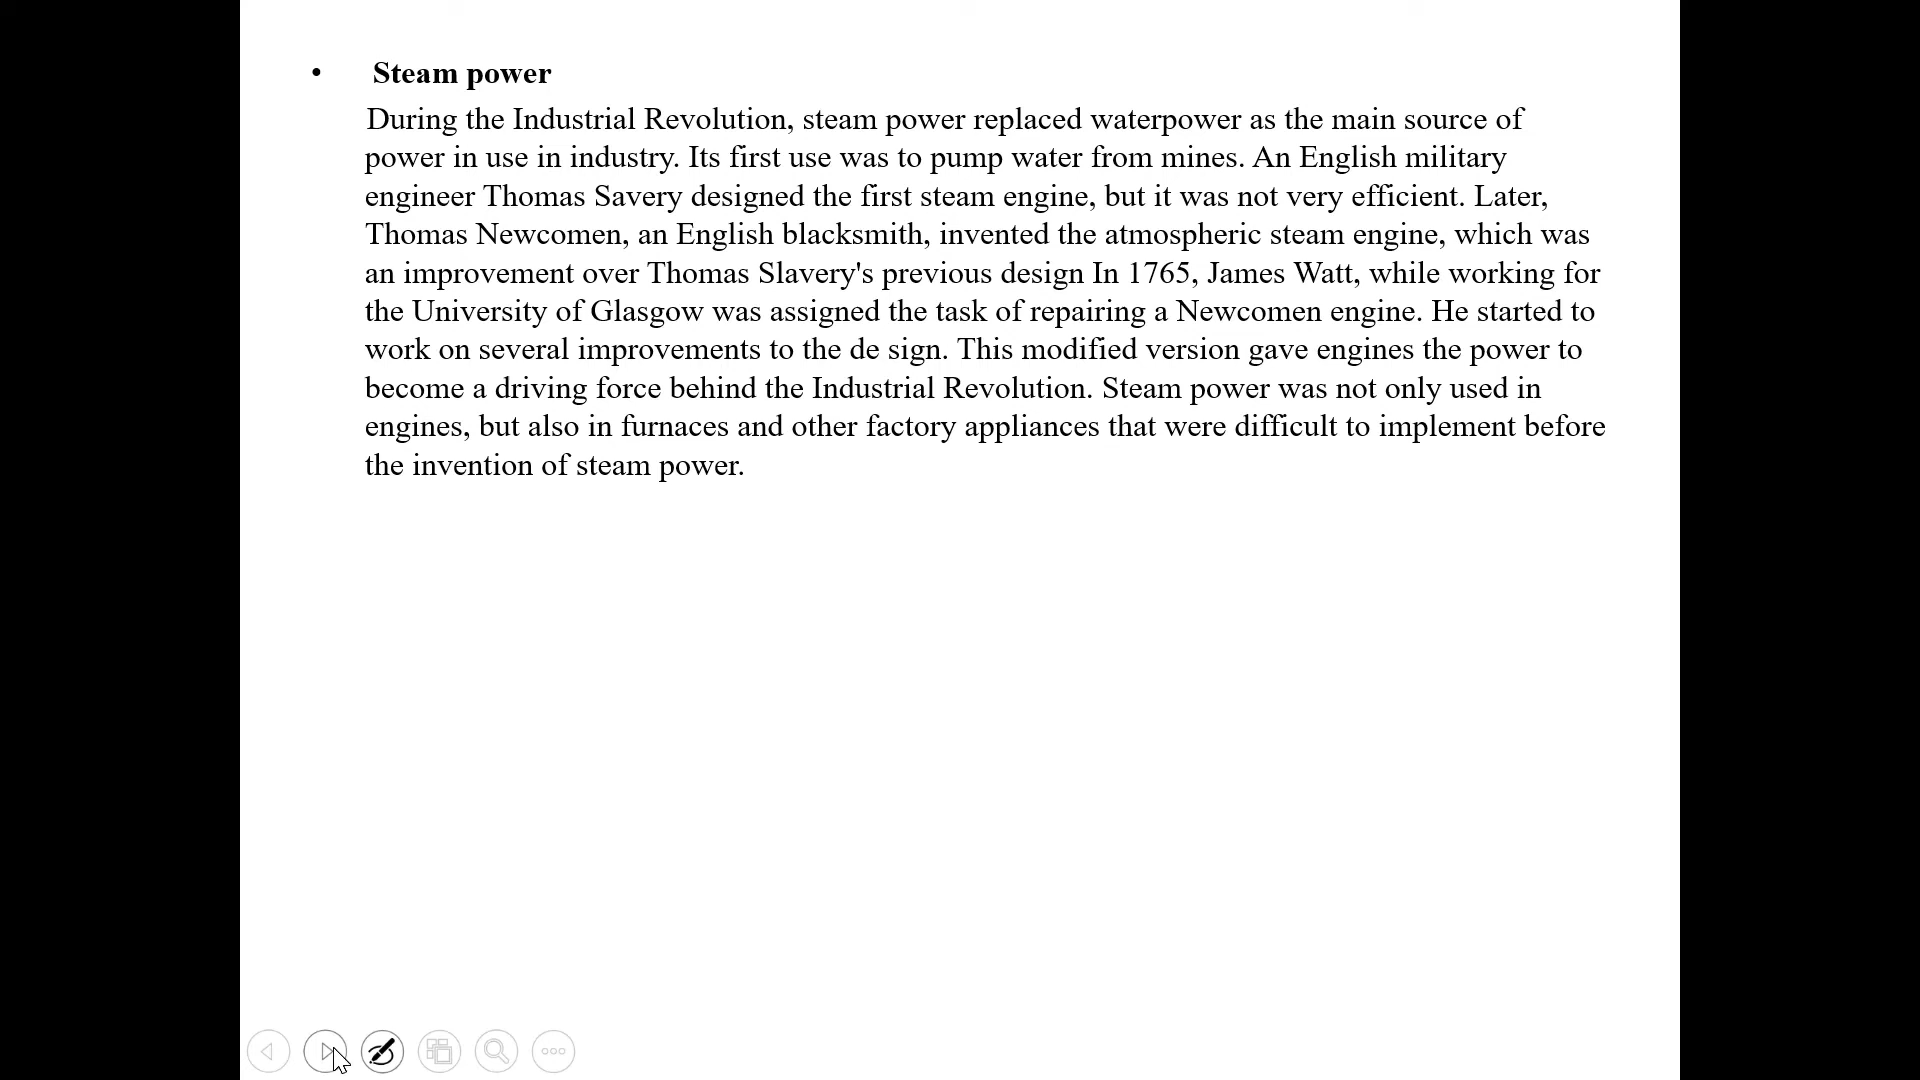 • Steam power
During the Industrial Revolution, steam power replaced waterpower as the main source of
power in use in industry. Its first use was to pump water from mines. An English military
engineer Thomas Savery designed the first steam engine, but it was not very efficient. Later,
Thomas Newcomen, an English blacksmith, invented the atmospheric steam engine, which was
an improvement over Thomas Slavery's previous design In 1765, James Watt, while working for
the University of Glasgow was assigned the task of repairing a Newcomen engine. He started to
work on several improvements to the de sign. This modified version gave engines the power to
become a driving force behind the Industrial Revolution. Steam power was not only used in
engines, but also in furnaces and other factory appliances that were difficult to implement before
the invention of steam power.